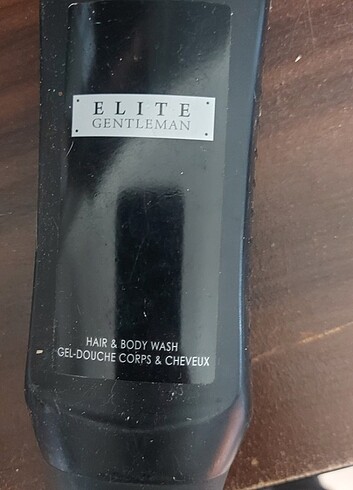 ELITE
GENTLEMAN
HAIR & BODY WASH
GEL-DOUCHE CORPS & CHEVEUX